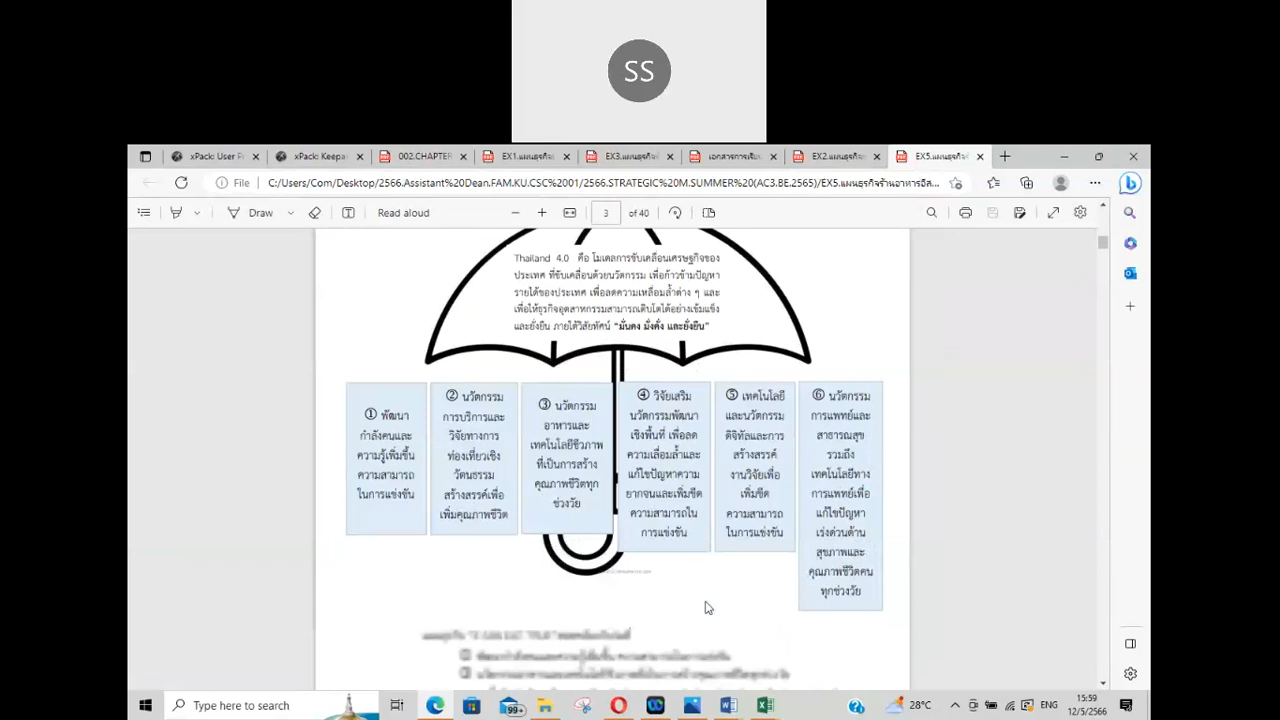 SS
xPack: User P
xPack: Keepa
002.CHAPTER
EX1.แผนธุรกิจ
EX3.แผนธุรกิจ
เอกสารการเรีย
EX2.แผนธุรกิจ
EX5.แผนธุรกิจ
File
C:/Users/Com/Desktop/2566.Assistant%20Dean.FAM.KU.CSC%2001/2566.STRATEGIC%20M.SUMMER%20(AC3.BE.2565)/EX5.แผนธุรกิจร้านอาหารอีส...
Draw
Read aloud
3 of 40
Thailand 4.0 คือ โมเดลการขับเคลื่อนเศรษฐกิจของ
ประเทศ ที่ขับเคลื่อนด้วยนวัตกรรม เพื่อก้าวข้ามปัญหา
รายได้ของประเทศ เพื่อลดความเหลื่อมล้ำต่าง ๆ และ
เพื่อให้ธุรกิจอุตสาหกรรมสามารถเติบโตได้อย่างเข้มแข็ง
และยั่งยืน ภายใต้วิสัยทัศน์ "มั่นคง มั่งคั่ง และยั่งยืน"
① พัฒนา
กำลังคนและ
ความรู้เพิ่มขึ้น
ความสามารถ
ในการแข่งขัน
② นวัตกรรม
การบริการและ
วิจัยทางการ
ท่องเที่ยวเชิง
วัตนธรรม
สร้างสรรค์เพื่อ
เพิ่มคุณภาพชีวิต
③ นวัตกรรม
อาหารและ
เทคโนโลยีชีวภาพ
ที่เป็นการสร้าง
คุณภาพชีวิตทุก
ช่วงวัย
④ วิจัยเสริม
นวัตกรรมพัฒนา
เชิงพื้นที่ เพื่อลด
ความเลื่อมล้ำและ
แก้ไขปัญหาความ
ยากจนและเพิ่มขีด
ความสามารถใน
การแข่งขัน
⑤ เทคโนโลยี
และนวัตกรรม
ดิจิทัลและการ
สร้างสรรค์
งานวิจัยเพื่อ
เพิ่มขีด
ความสามารถ
ในการแข่งขัน
⑥ นวัตกรรม
การแพทย์และ
สาธารณสุข
รวมถึง
เทคโนโลยีทาง
การแพทย์เพื่อ
แก้ไขปัญหา
เร่งด่วนด้าน
สุขภาพและ
คุณภาพชีวิตคน
ทุกช่วงวัย
Type here to search
99+
28°C
ENG
15:59
12/5/2566